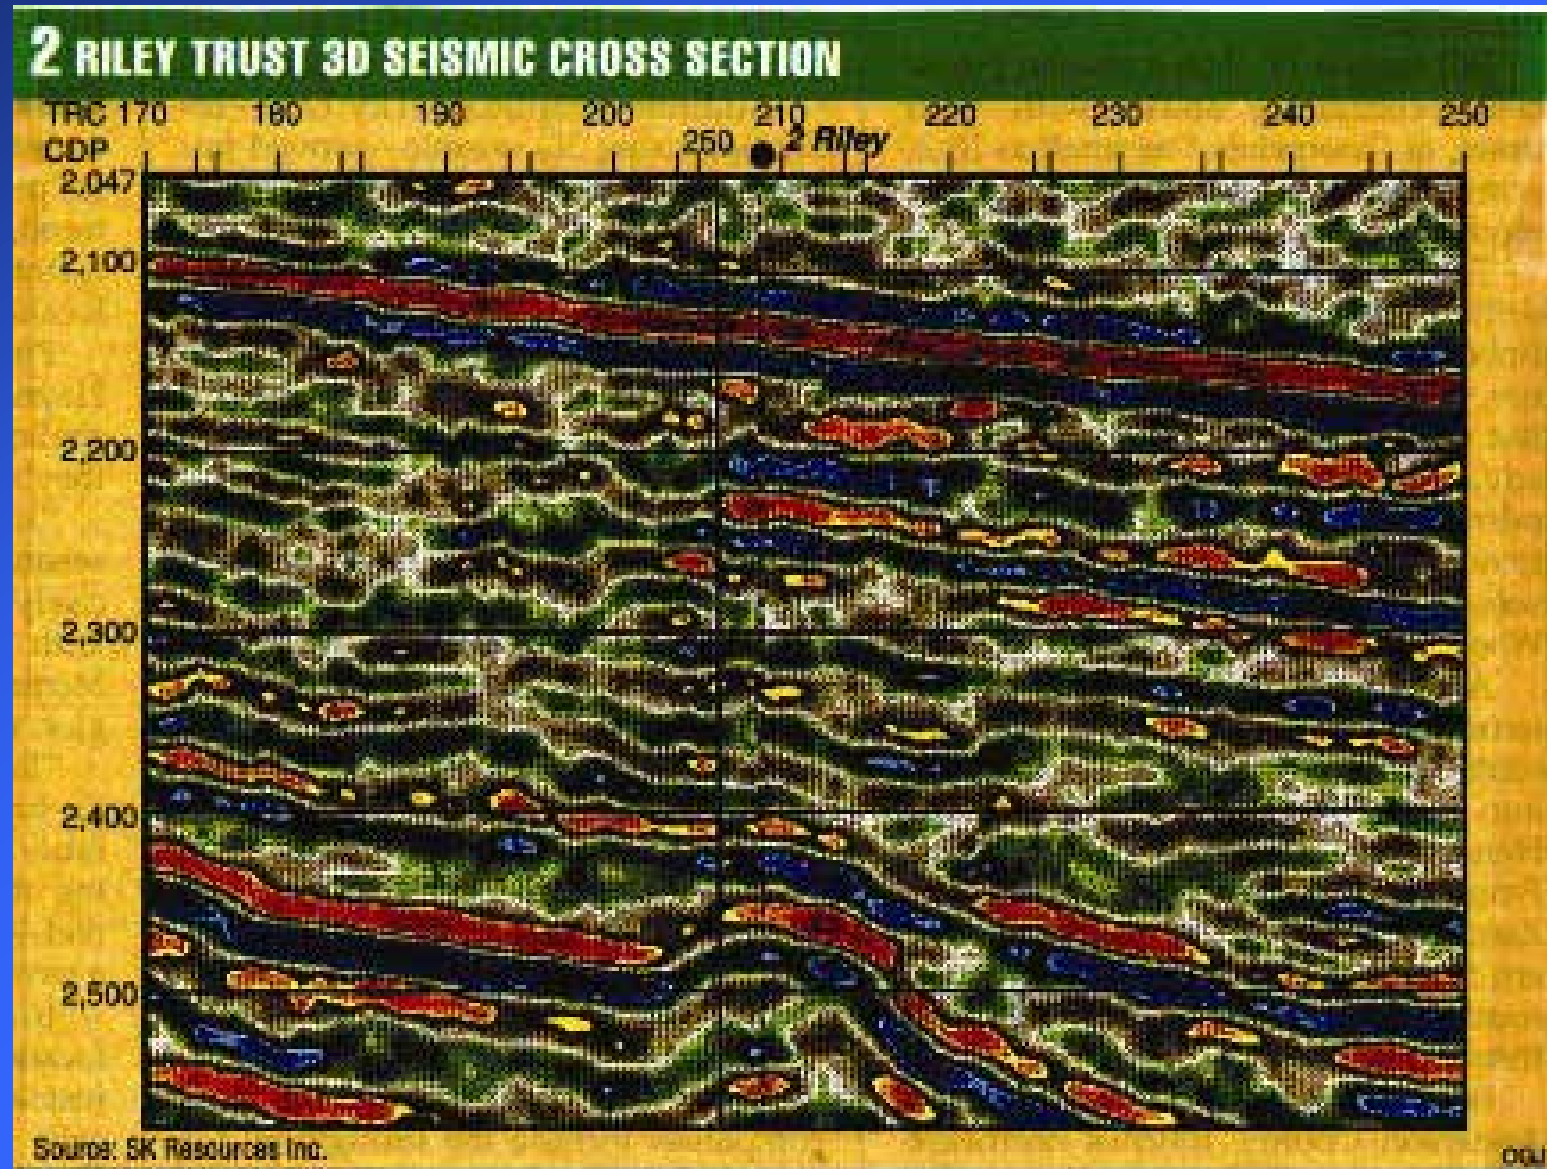 2 RILEY TRUST 3D SEISMIC CROSS SECTION
TRC 170 180 190 200 210 220 230 240 250
250 2 Riley
CDP
2,047
2,100
2,200
2,300
2,400
2,500
Source: SK Resources Inc.
OGJ